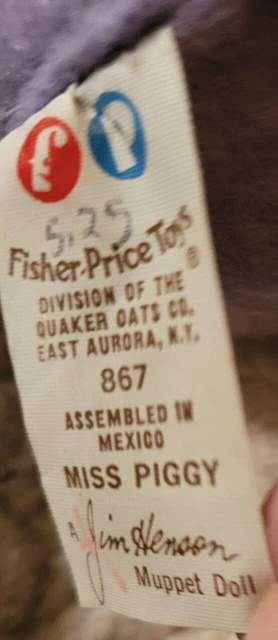 f P
5.25
Fisher-Price Toys
®
DIVISION OF THE
QUAKER OATS CO.
EAST AURORA, N.Y.
867
ASSEMBLED IN
MEXICO
MISS PIGGY
A Jim Henson
Muppet Doll